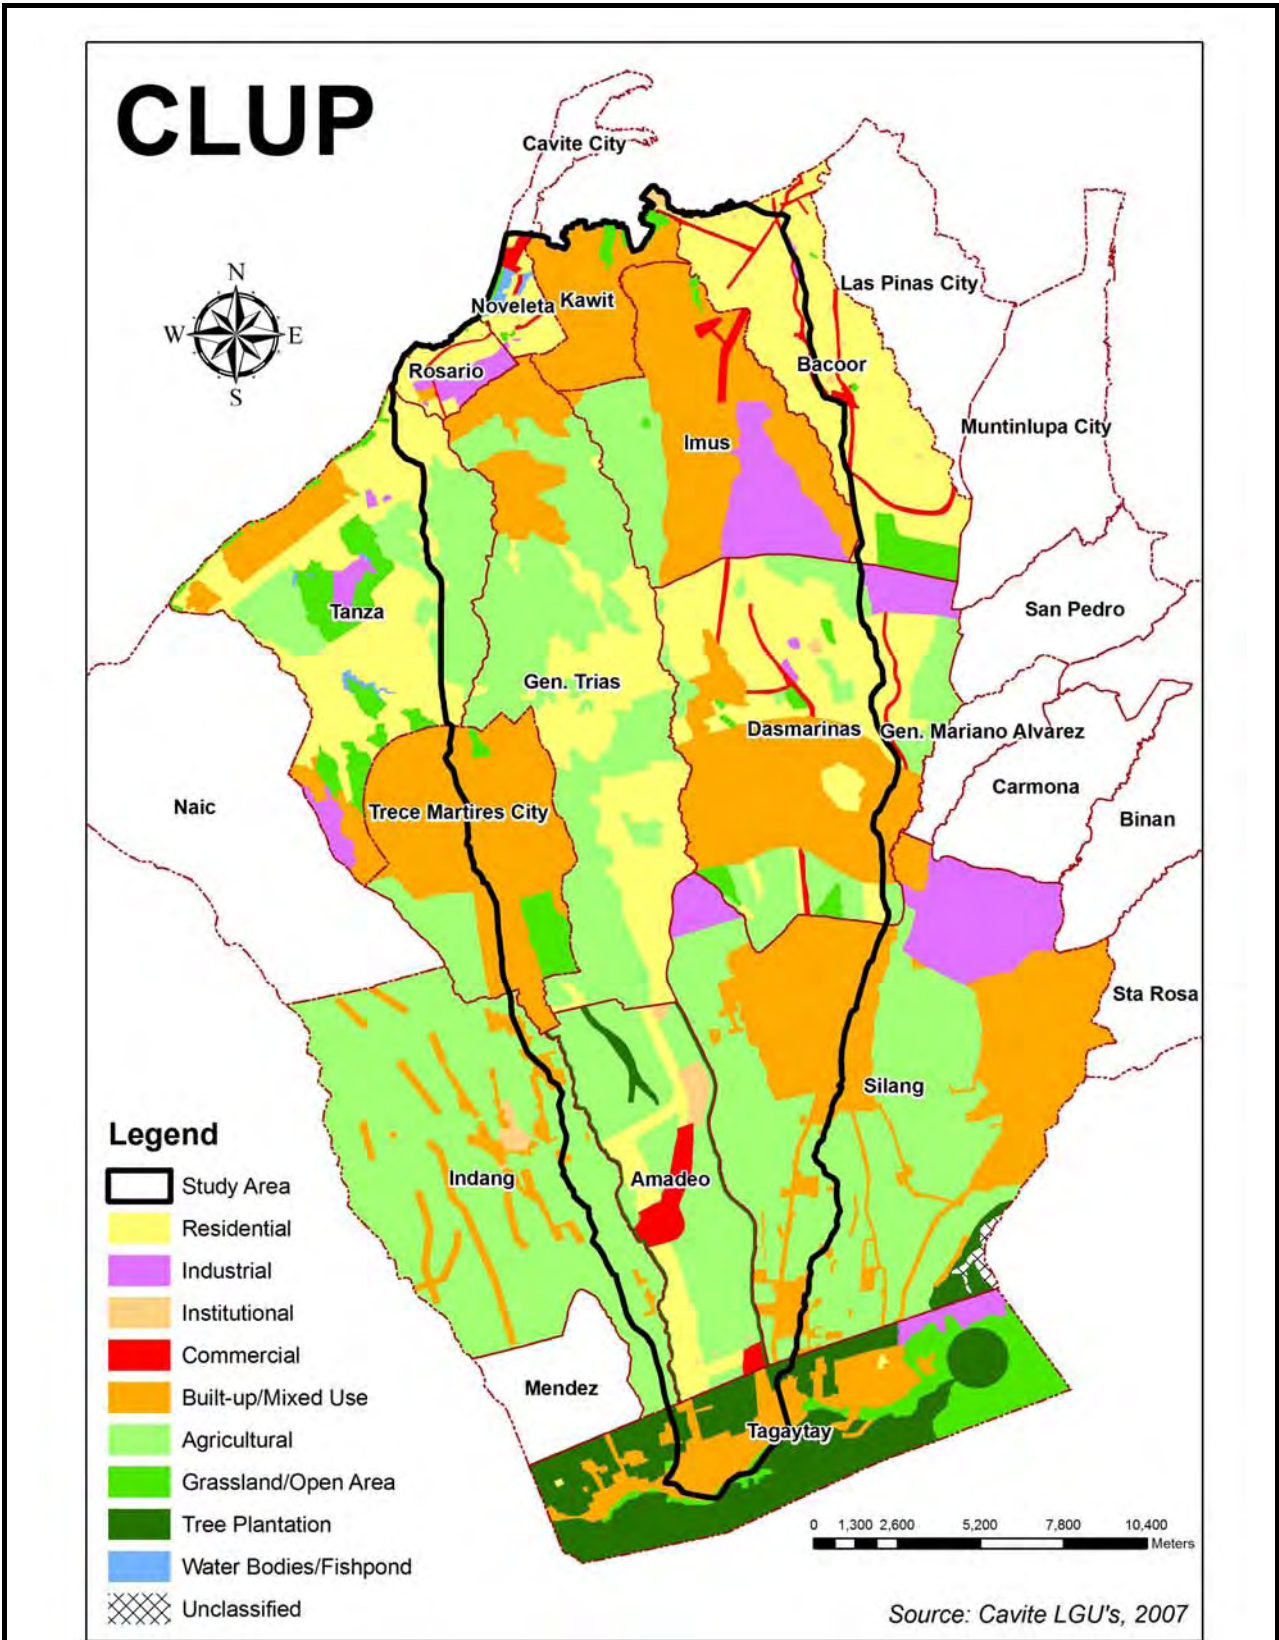 CLUP
Cavite City
N
W
E
S
Las Pinas City
Noveleta
Kawit
Rosario
Bacoor
Muntinlupa City
Imus
Tanza
San Pedro
Gen. Trias
Dasmarinas
Gen. Mariano Alvarez
Carmona
Naic
Trece Martires City
Binan
Sta Rosa
Silang
Legend
Study Area
Indang
Amadeo
Residential
Industrial
Institutional
Commercial
Built-up/Mixed Use
Mendez
Agricultural
Tagaytay
Grassland/Open Area
Tree Plantation
0 1,300 2,600 5,200 7,800 10,400
Meters
Water Bodies/Fishpond
Unclassified
Source: Cavite LGU's, 2007